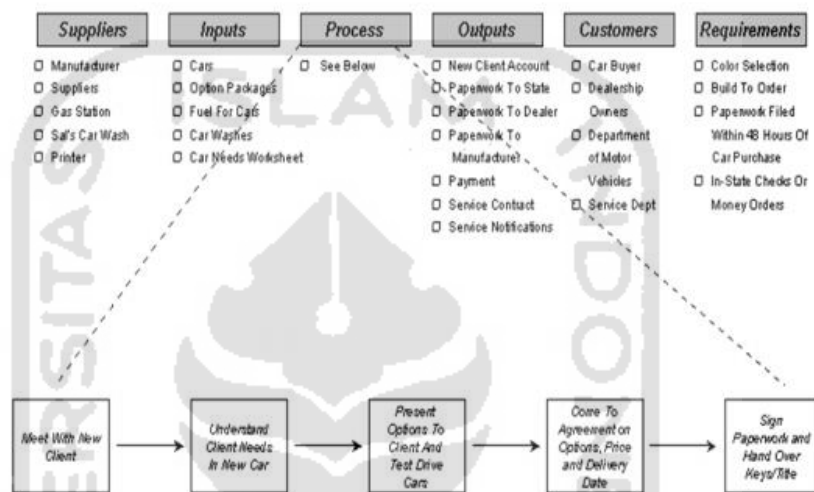 Suppliers
Manufacturer
Suppliers
Gas Station
Sal's Car Wash
Printer
Inputs
Cars
Option Packages
Fuel For Cars
Car Washes
Car Needs Worksheet
Process
See Below
Outputs
New Client Account
Paperwork To State
Paperwork To Dealer
Paperwork To
Manufacturer
Payment
Service Contract
Service Notifications
Customers
Car Buyer
Dealership
Owners
Department
of Motor
Vehicles
Service Dept
Requirements
Color Selection
Build To Order
Paperwork Filed
Within 48 Hours Of
Car Purchase
In-State Checks Or
Money Orders
Meet With New
Client
Understand
Client Needs
In New Car
Present
Options To
Client And
Test Drive
Cars
Come To
Agreement on
Options, Price
and Delivery
Date
Sign
Paperwork and
Hand Over
Keys/Title
ISLAM